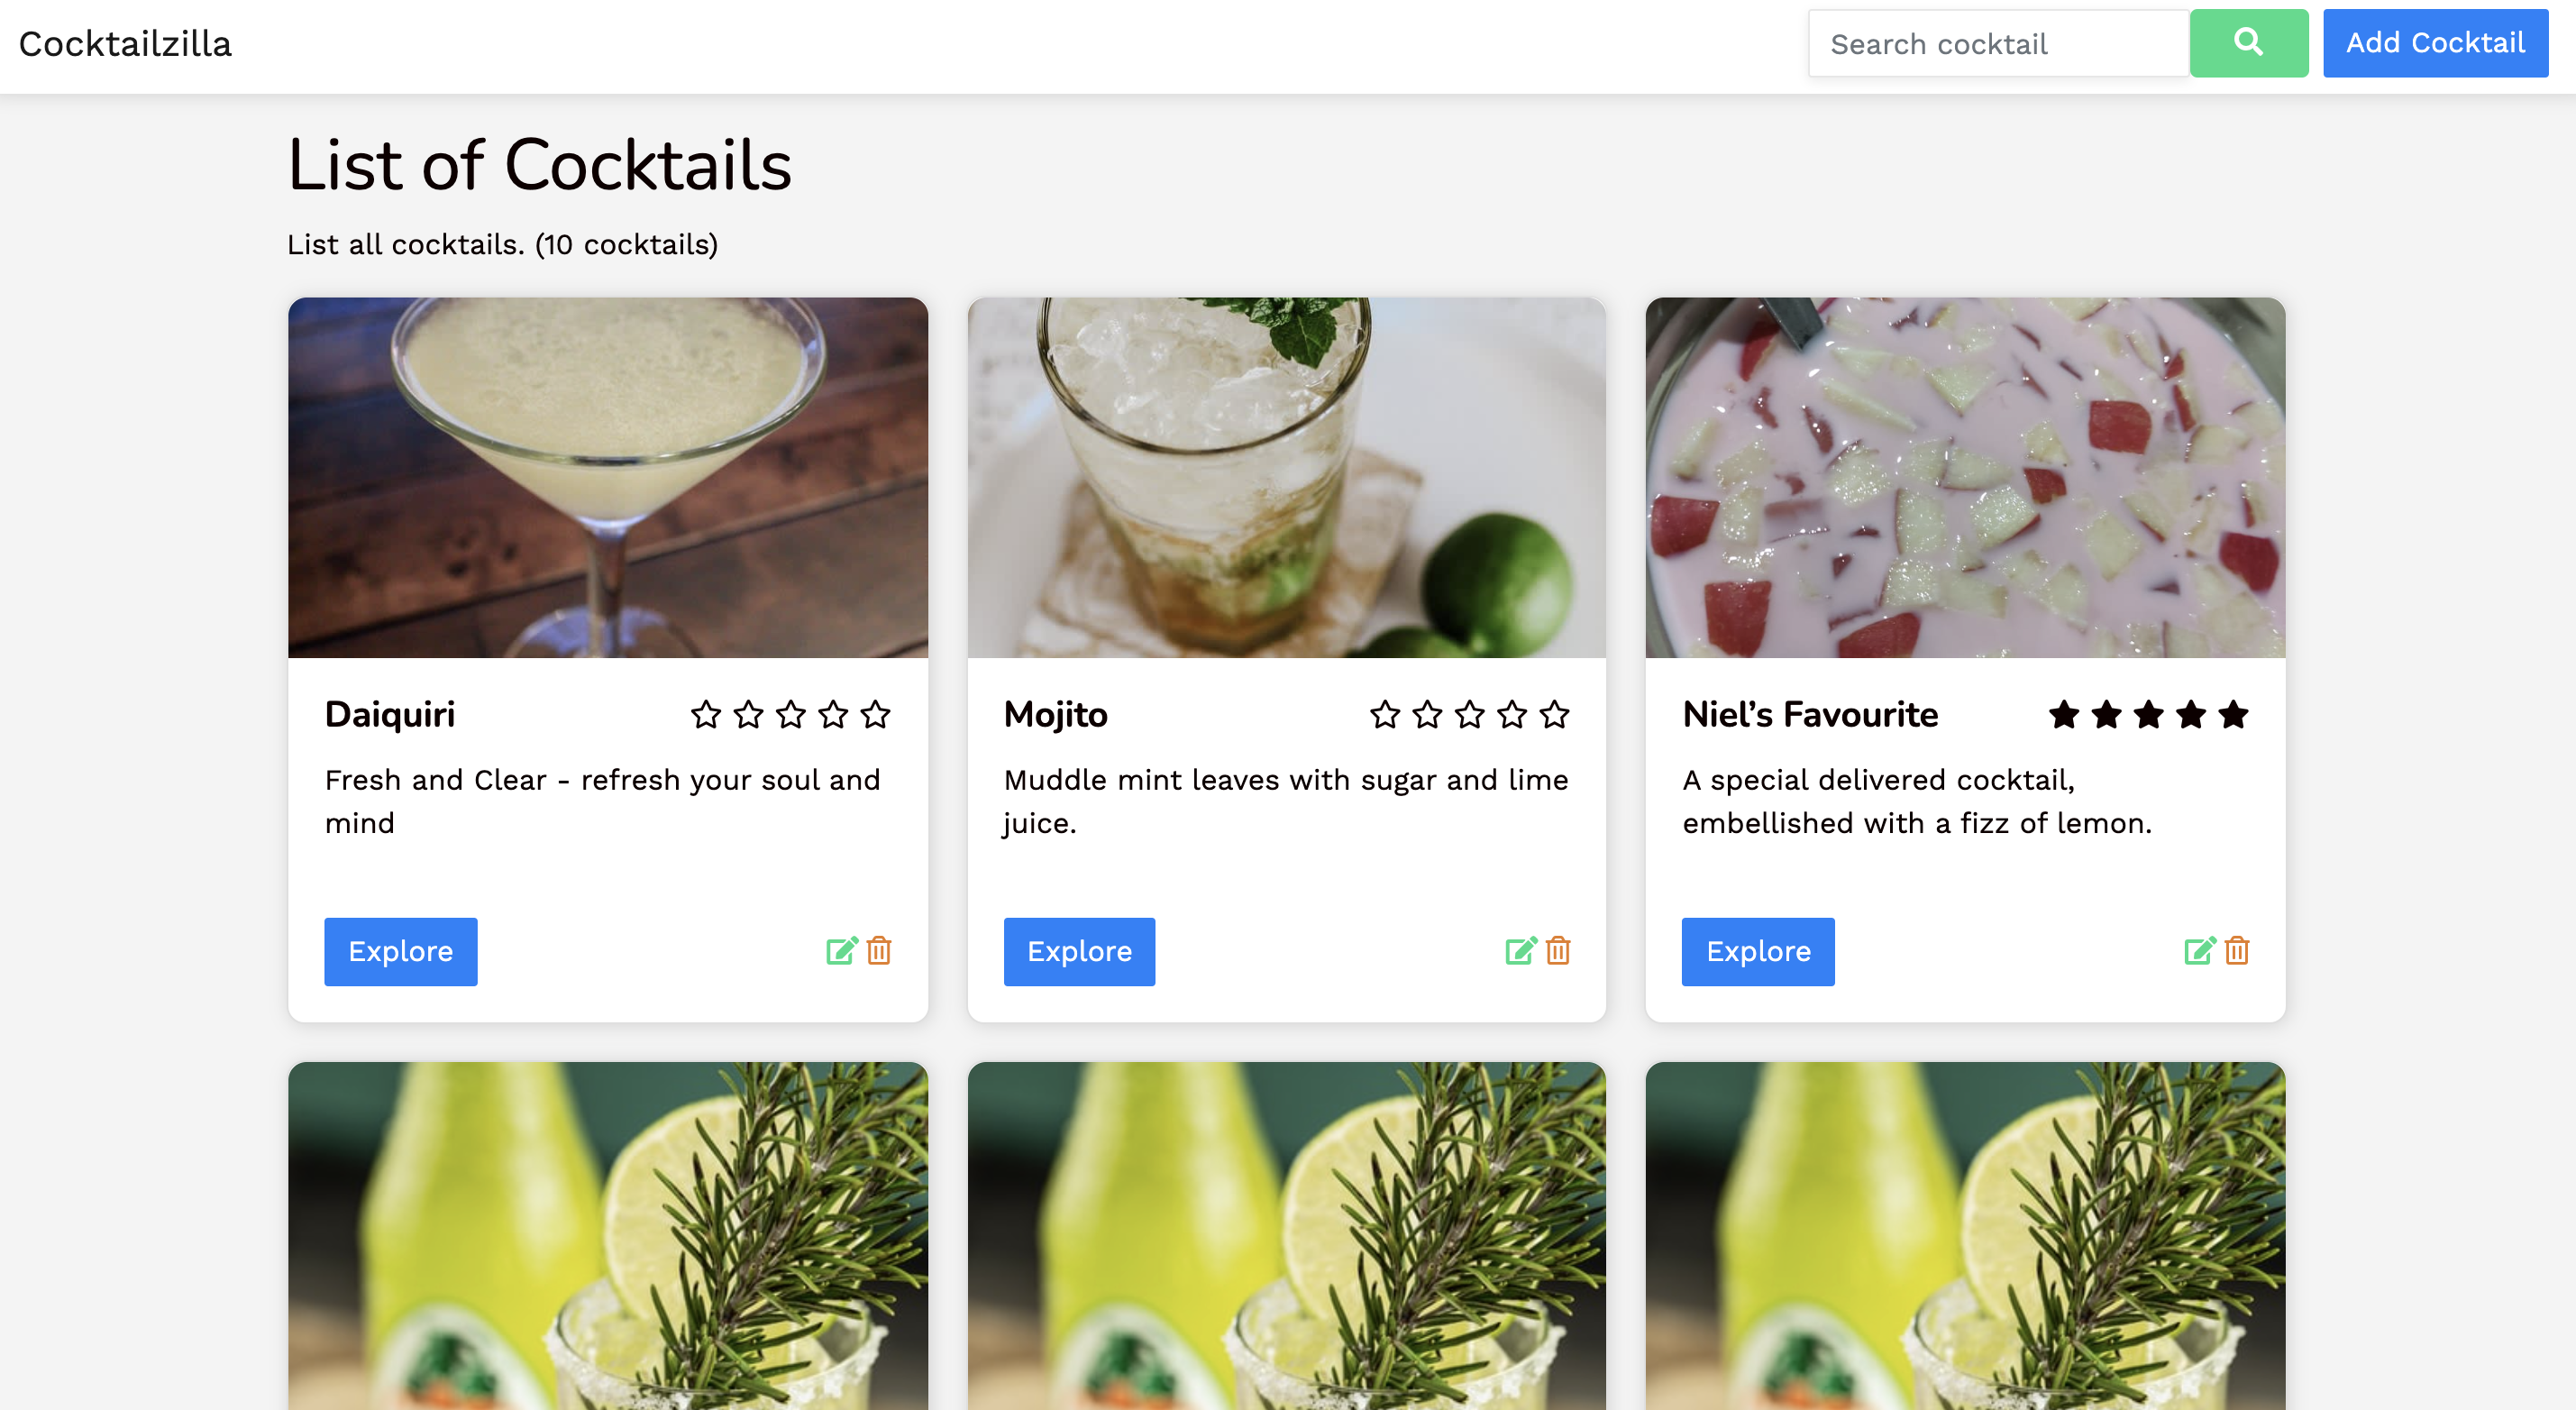 Cocktailzilla
Search cocktail
Add Cocktail
List of Cocktails
List all cocktails. (10 cocktails)
Daiquiri
Fresh and Clear - refresh your soul and
mind
Explore
Mojito
Muddle mint leaves with sugar and lime
juice.
Explore
Niel’s Favourite
A special delivered cocktail,
embellished with a fizz of lemon.
Explore